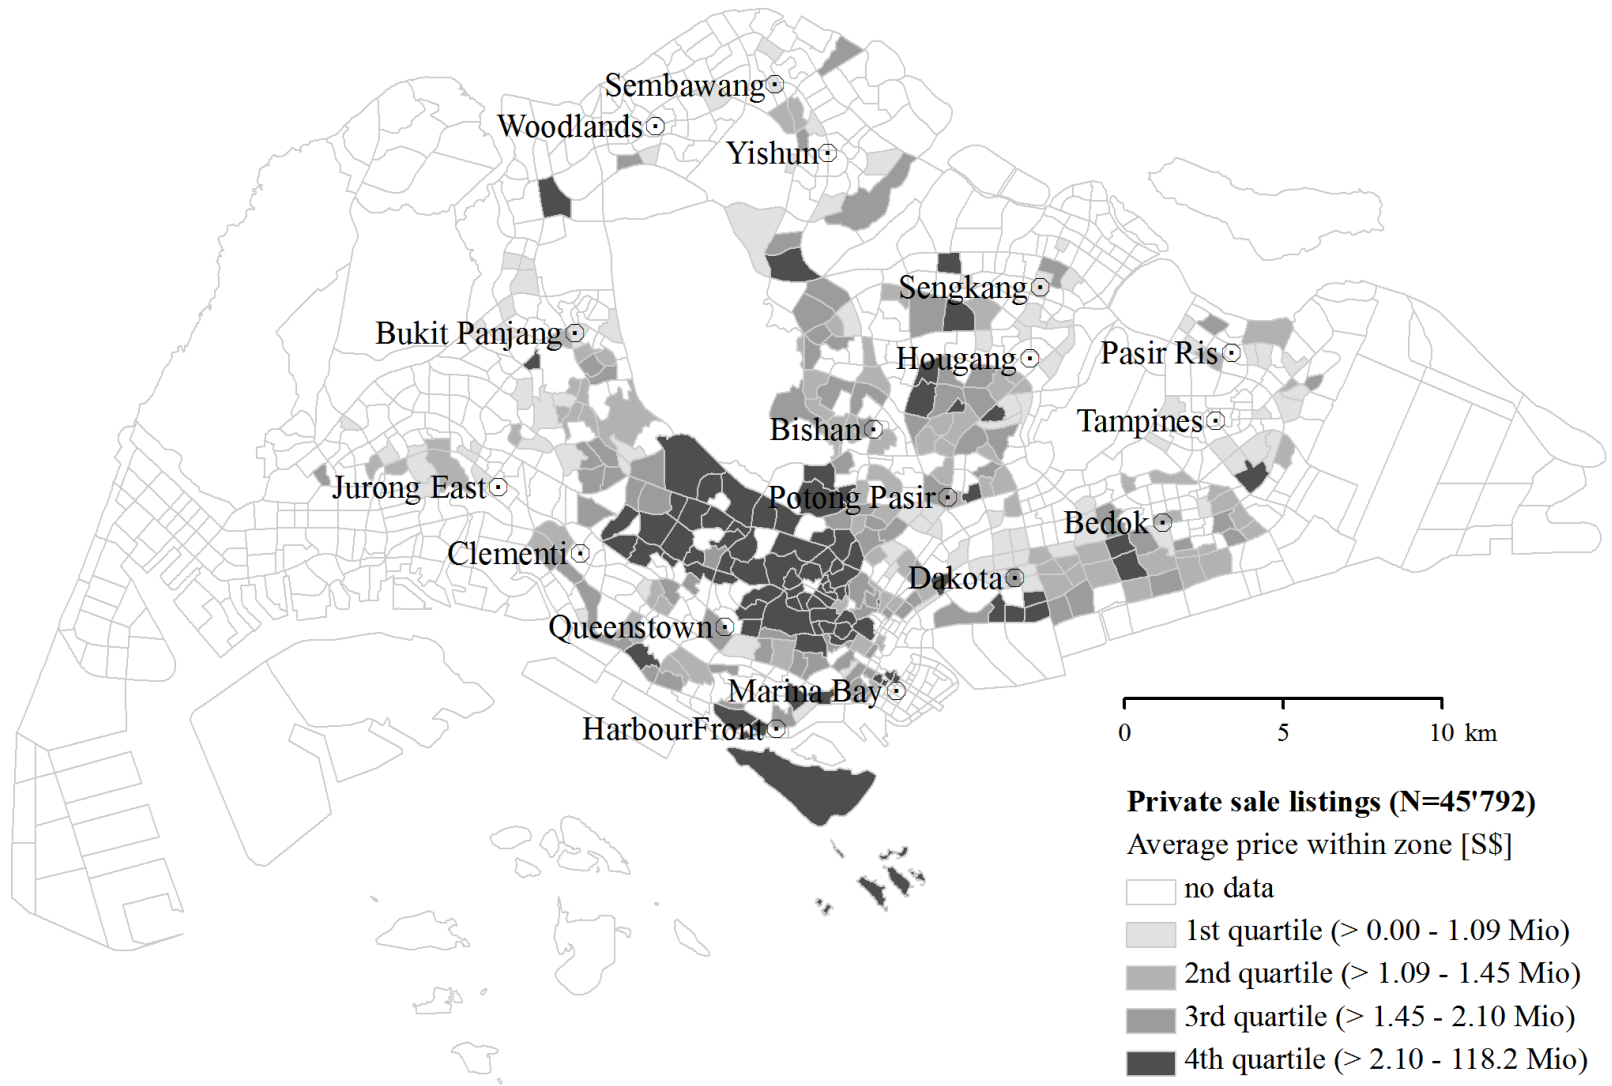 Sembawang
Woodlands
Yishun
Sengkang
Bukit Panjang
Hougang
Pasir Ris
Tampines
Bishan
Jurong East
Potong Pasir
Bedok
Clementi
Dakota
Queenstown
Marina Bay
HarbourFront
0 5 10 km
Private sale listings (N=45'792)
Average price within zone [S$]
no data
1st quartile (> 0.00 - 1.09 Mio)
2nd quartile (> 1.09 - 1.45 Mio)
3rd quartile (> 1.45 - 2.10 Mio)
4th quartile (> 2.10 - 118.2 Mio)